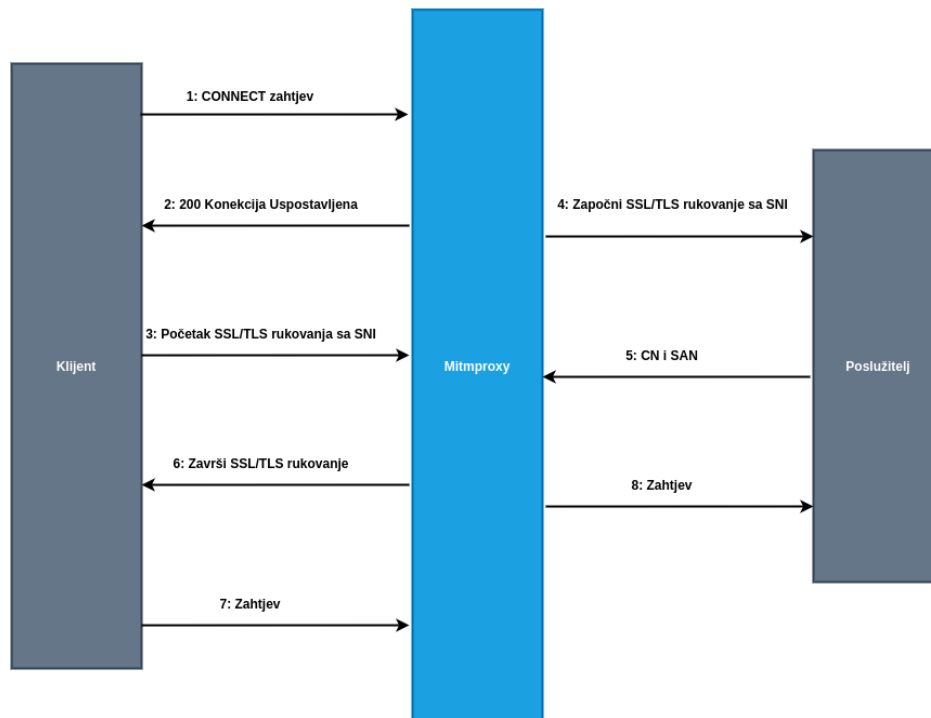 1: CONNECT zahtjev
2: 200 Konekcija Uspostavljena
4: Započni SSL/TLS rukovanje sa SNI
3: Početak SSL/TLS rukovanja sa SNI
Klijent
Mitmproxy
5: CN i SAN
Poslužitelj
6: Završi SSL/TLS rukovanje
8: Zahtjev
7: Zahtjev